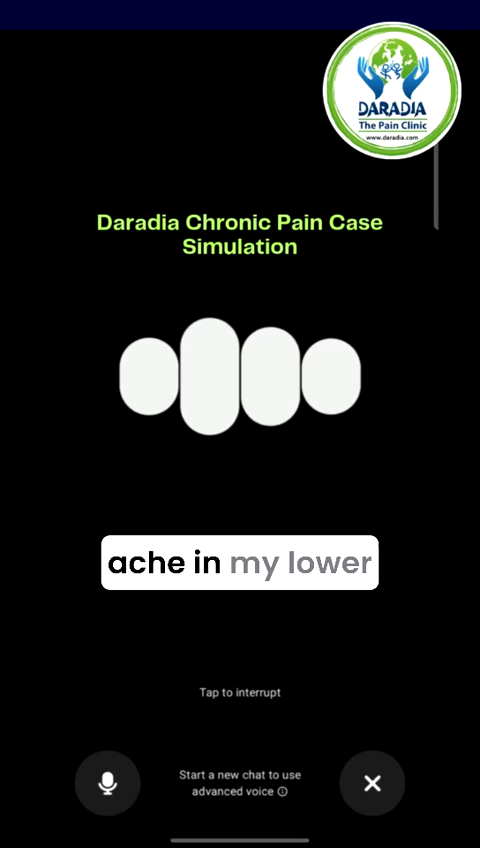 DARADIA
The Pain Clinic
www.daradia.com
Daradia Chronic Pain Case
Simulation
ache in my lower
Tap to interrupt
Start a new chat to use
advanced voice